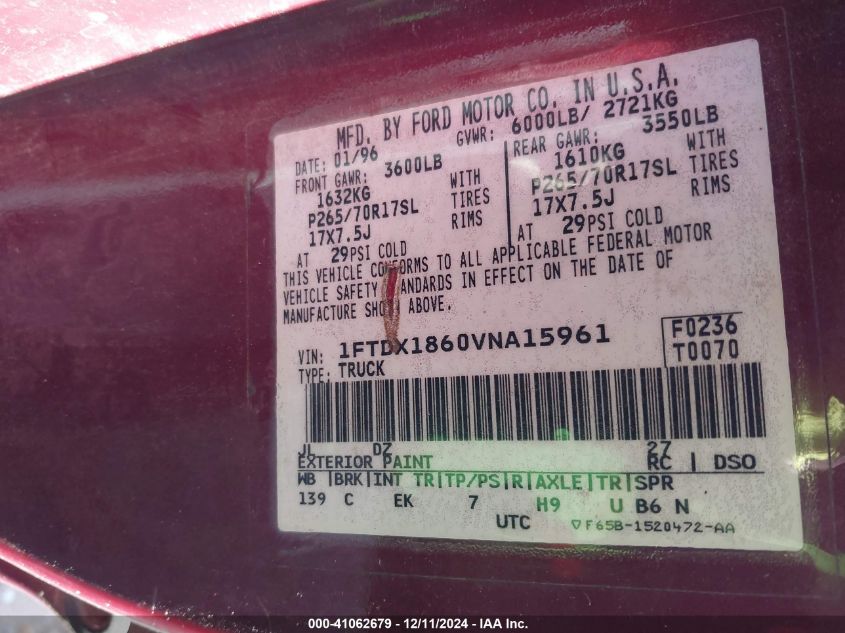 MFD. BY FORD MOTOR CO. IN U.S.A.
DATE: 01/96 GVWR: 6000LB/ 2721KG
FRONT GAWR: 3600LB REAR GAWR: 3550LB
1632KG WITH 1610KG WITH
P265/70R17SL TIRES P265/70R17SL TIRES
17X7.5J RIMS 17X7.5J RIMS
AT 29PSI COLD AT 29PSI COLD
THIS VEHICLE CONFORMS TO ALL APPLICABLE FEDERAL MOTOR
VEHICLE SAFETY STANDARDS IN EFFECT ON THE DATE OF
MANUFACTURE SHOWN ABOVE.
VIN: 1FTDX1860VNA15961 F0236
TYPE: TRUCK T0070
JL DZ 27
EXTERIOR PAINT RC | DSO
WB |BRK|INT TR|TP/PS|R|AXLE|TR|SPR
139 C EK 7 H9 U B6 N
UTC ▽F65B-1520472-AA
000-41062679 - 12/11/2024 - IAA Inc.